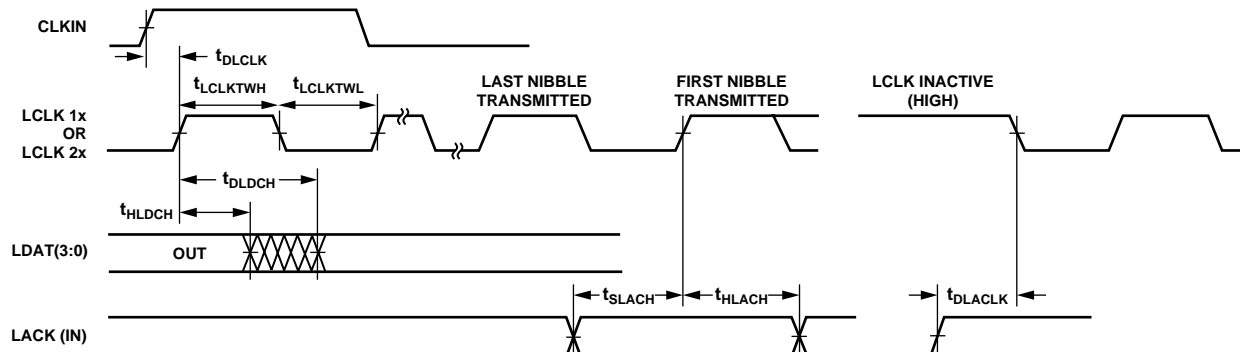 CLKIN
tDLCLK
tLCLKTWH
tLCLKTWL
LAST NIBBLE
TRANSMITTED
FIRST NIBBLE
TRANSMITTED
LCLK INACTIVE
(HIGH)
LCLK 1x
OR
LCLK 2x
tDLDCH
tHLDCH
LDAT(3:0)
OUT
tSLACH
tHLACH
tDLACLK
LACK (IN)